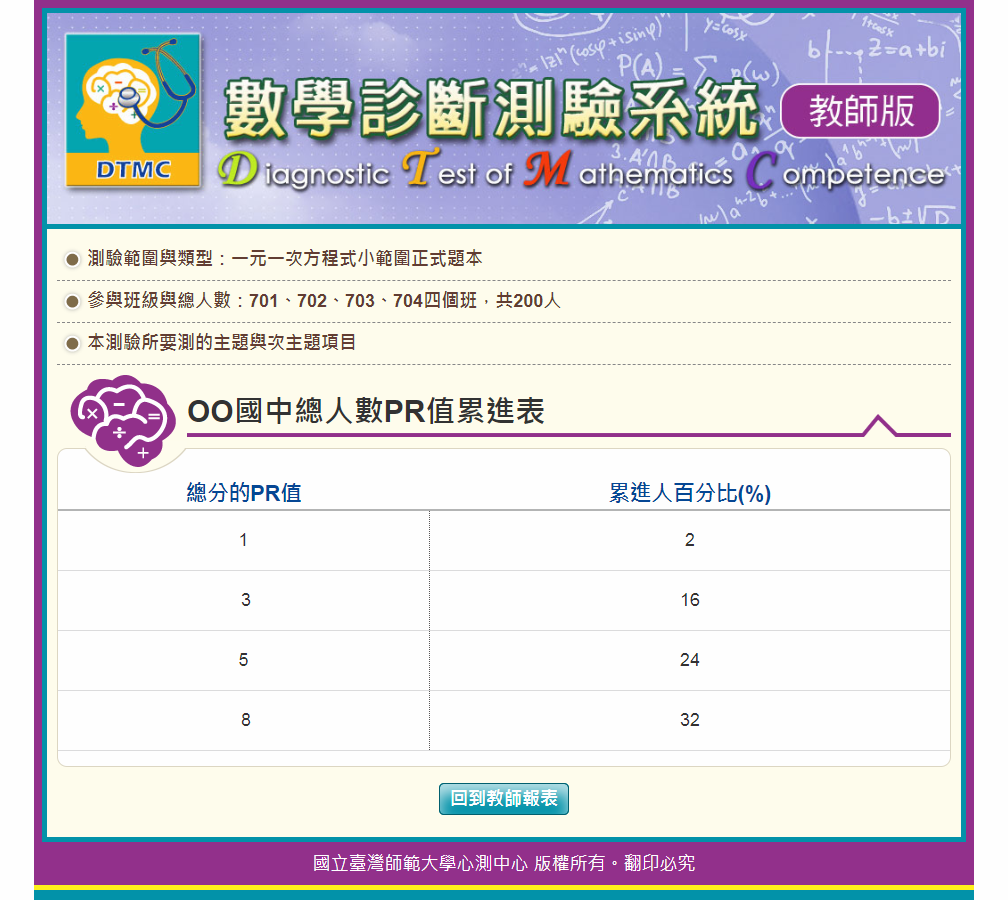 數學診斷測驗系統 教師版
DTMC
Diagnostic Test of Mathematics Competence
測驗範圍與類型：一元一次方程式小範圍正式題本
參與班級與總人數：701、702、703、704四個班，共200人
本測驗所要測的主題與次主題項目
OO國中總人數PR值累進表
總分的PR值 累進人百分比(%)
1 2
3 16
5 24
8 32
回到教師報表
國立臺灣師範大學心測中心 版權所有。翻印必究